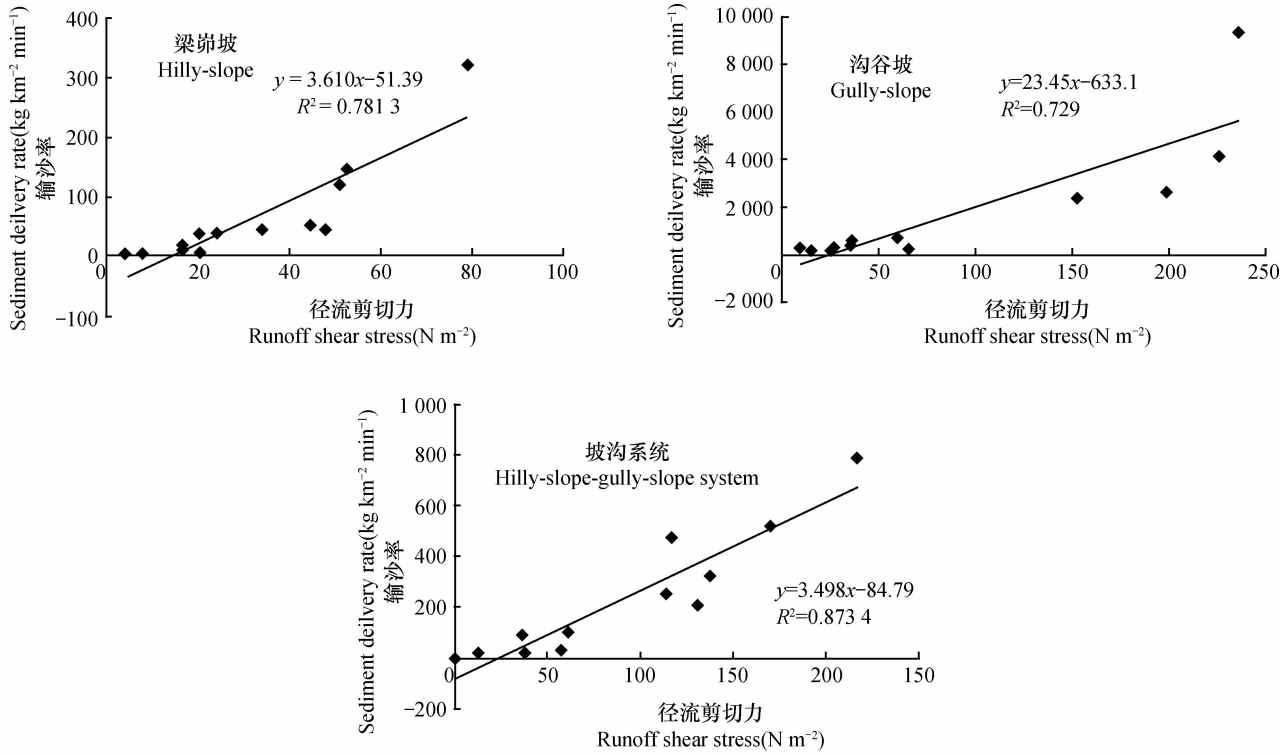 400
300
200
100
0
−100
0
20
40
60
80
100
Sediment deilvery rate(kg km⁻² min⁻¹)
输沙率
梁峁坡
Hilly-slope
y = 3.610x−51.39
R² = 0.781 3
径流剪切力
Runoff shear stress(N m⁻²)
10 000
8 000
6 000
4 000
2 000
−2 000
0
50
100
150
200
250
Sediment deilvery rate(kg km⁻² min⁻¹)
输沙率
沟谷坡
Gully-slope
y=23.45x−633.1
R²=0.729
径流剪切力
Runoff shear stress(N m⁻²)
1 000
800
600
400
200
−200
0
50
100
150
200
150
Sediment deilvery rate(kg km⁻² min⁻¹)
输沙率
坡沟系统
Hilly-slope-gully-slope system
y=3.498x−84.79
R²=0.873 4
径流剪切力
Runoff shear stress(N m⁻²)